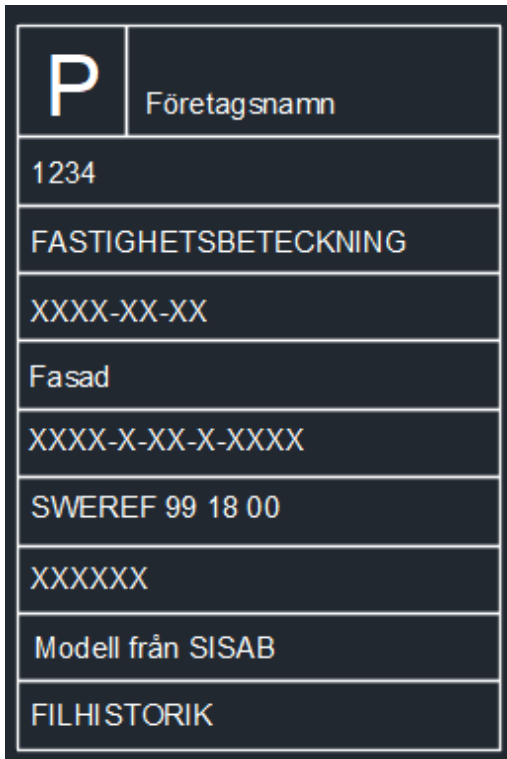 P
Företagsnamn
1234
FASTIGHETSBETECKNING
XXXX-XX-XX
Fasad
XXXX-X-XX-X-XXXX
SWEREF 99 18 00
XXXXXX
Modell från SISAB
FILHISTORIK